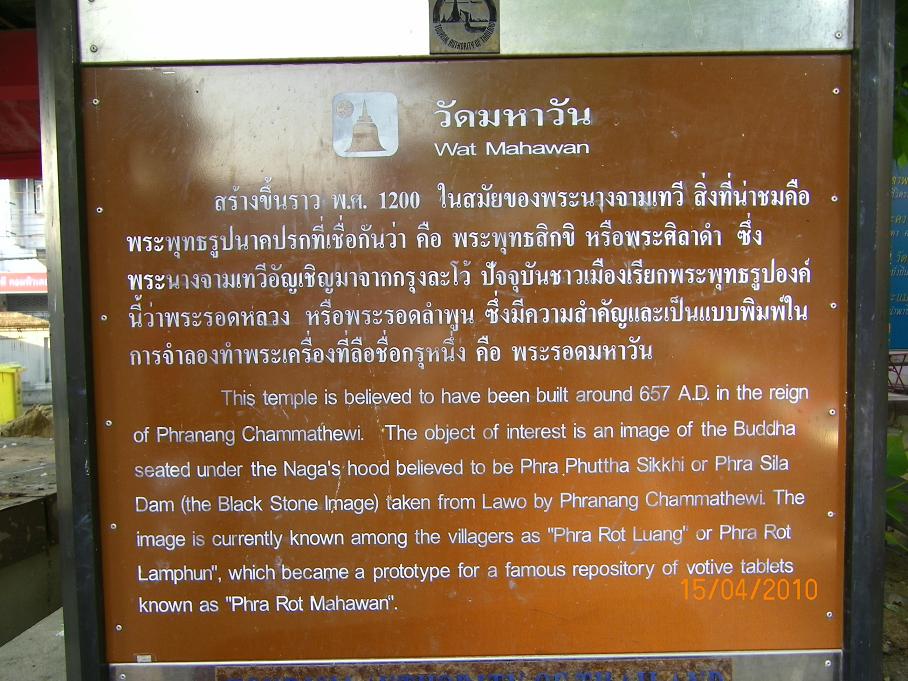 TOURISM AUTHORITY OF THAILAND
วัดมหาวัน
Wat Mahawan
สร้างขึ้นราว พ.ศ. 1200 ในสมัยของพระนางจามเทวี สิ่งที่น่าชมคือ
พระพุทธรูปนาคปรกที่เชื่อกันว่า คือ พระพุทธสิกขิ หรือพระศิลาดำ ซึ่ง
พระนางจามเทวีอัญเชิญมาจากกรุงละโว้ ปัจจุบันชาวเมืองเรียกพระพุทธรูปองค์
นี้ว่าพระรอดหลวง หรือพระรอดลำพูน ซึ่งมีความสำคัญและเป็นแบบพิมพ์ใน
การจำลองทำพระเครื่องที่ลือชื่อกรุหนึ่ง คือ พระรอดมหาวัน
This temple is believed to have been built around 657 A.D. in the reign
of Phranang Chammathewi. The object of interest is an image of the Buddha
seated under the Naga's hood believed to be Phra Phuttha Sikkhi or Phra Sila
Dam (the Black Stone Image) taken from Lawo by Phranang Chammathewi. The
image is currently known among the villagers as "Phra Rot Luang" or Phra Rot
Lamphun", which became a prototype for a famous repository of votive tablets
known as "Phra Rot Mahawan".
15/04/2010
TOURISM AUTHORITY OF THAILAND